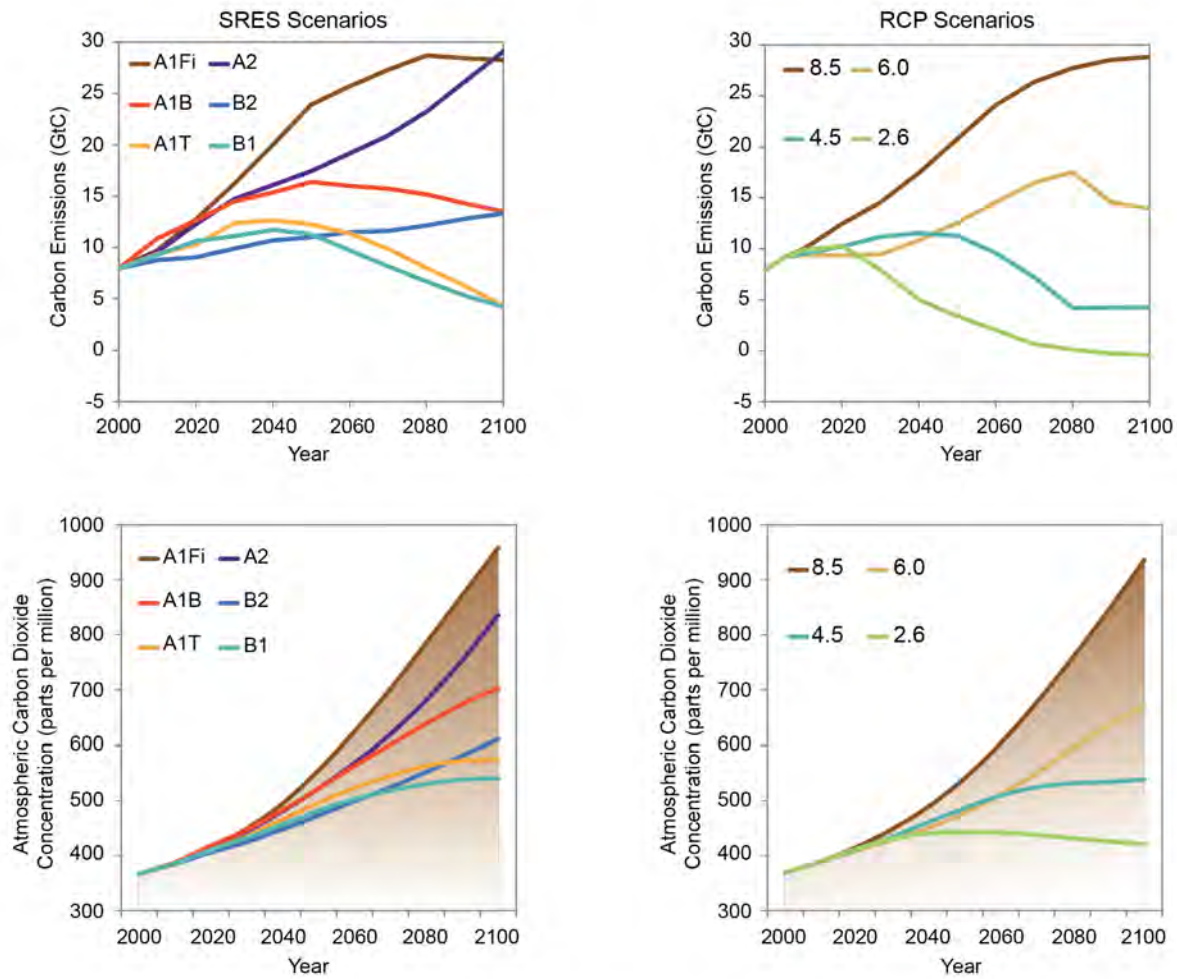 SRES Scenarios
30
25
20
15
10
5
0
-5
Carbon Emissions (GtC)
A1Fi A2
A1B B2
A1T B1
2000 2020 2040 2060 2080 2100
Year
RCP Scenarios
30
25
20
15
10
5
0
-5
Carbon Emissions (GtC)
8.5 6.0
4.5 2.6
2000 2020 2040 2060 2080 2100
Year
1000
900
800
700
600
500
400
300
Atmospheric Carbon Dioxide
Concentration (parts per million)
A1Fi A2
A1B B2
A1T B1
2000 2020 2040 2060 2080 2100
Year
1000
900
800
700
600
500
400
300
Atmospheric Carbon Dioxide
Concentration (parts per million)
8.5 6.0
4.5 2.6
2000 2020 2040 2060 2080 2100
Year